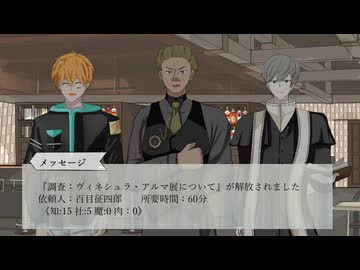 メッセージ
『調査：ヴィネシュラ・アルマ展について』が解放されました
依頼人：百目征四郎　　所要時間：60分
《知:15 社:5 魔:0 肉：0》